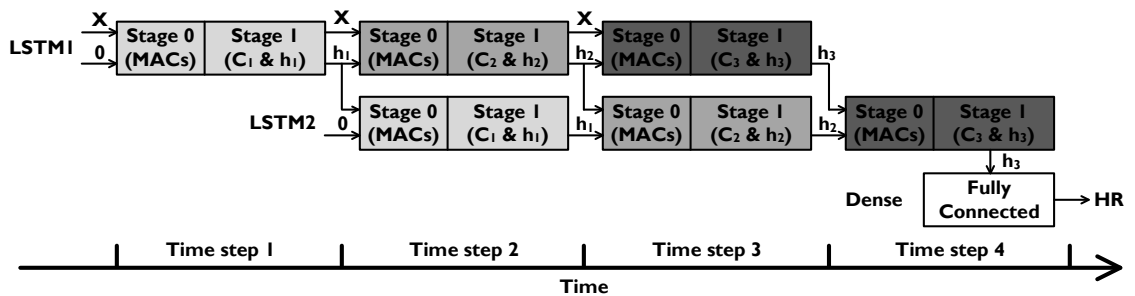 X
X
X
LSTM1
0
Stage 0
(MACs)
Stage 1
(C₁ & h₁)
h₁
Stage 0
(MACs)
Stage 1
(C₂ & h₂)
h₂
Stage 0
(MACs)
Stage 1
(C₃ & h₃)
h₃
LSTM2
0
Stage 0
(MACs)
Stage 1
(C₁ & h₁)
h₁
Stage 0
(MACs)
Stage 1
(C₂ & h₂)
h₂
Stage 0
(MACs)
Stage 1
(C₃ & h₃)
h₃
Dense
Fully
Connected
HR
Time step 1
Time step 2
Time step 3
Time step 4
Time